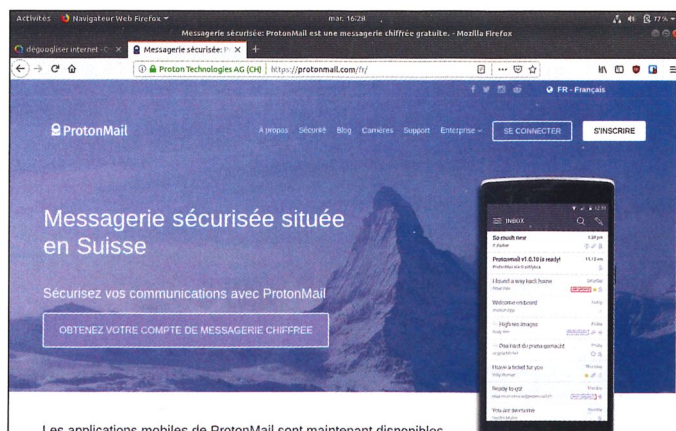 Activités Navigateur Web Firefox mar. 16:28 77 %
Messagerie sécurisée: ProtonMail est une messagerie chiffrée gratuite. - Mozilla Firefox
dégoogliser internet - Messagerie sécurisée: P
Proton Technologies AG (CH) https://protonmail.com/fr/
FR - Français
ProtonMail
A propos Sécurité Blog Carrières Support Enterprise SE CONNECTER S'INSCRIRE
Messagerie sécurisée située
en Suisse
Sécurisez vos communications avec ProtonMail
OBTENEZ VOTRE COMPTE DE MESSAGERIE CHIFFRÉE
INBOX
So much new
Protonmail v1.0.10 is ready!
I found a way back home
Welcome onboard
High res images
I have a ticket for you
Ready to go!
You are awesome
Les applications mobiles de ProtonMail sont maintenant disponibles